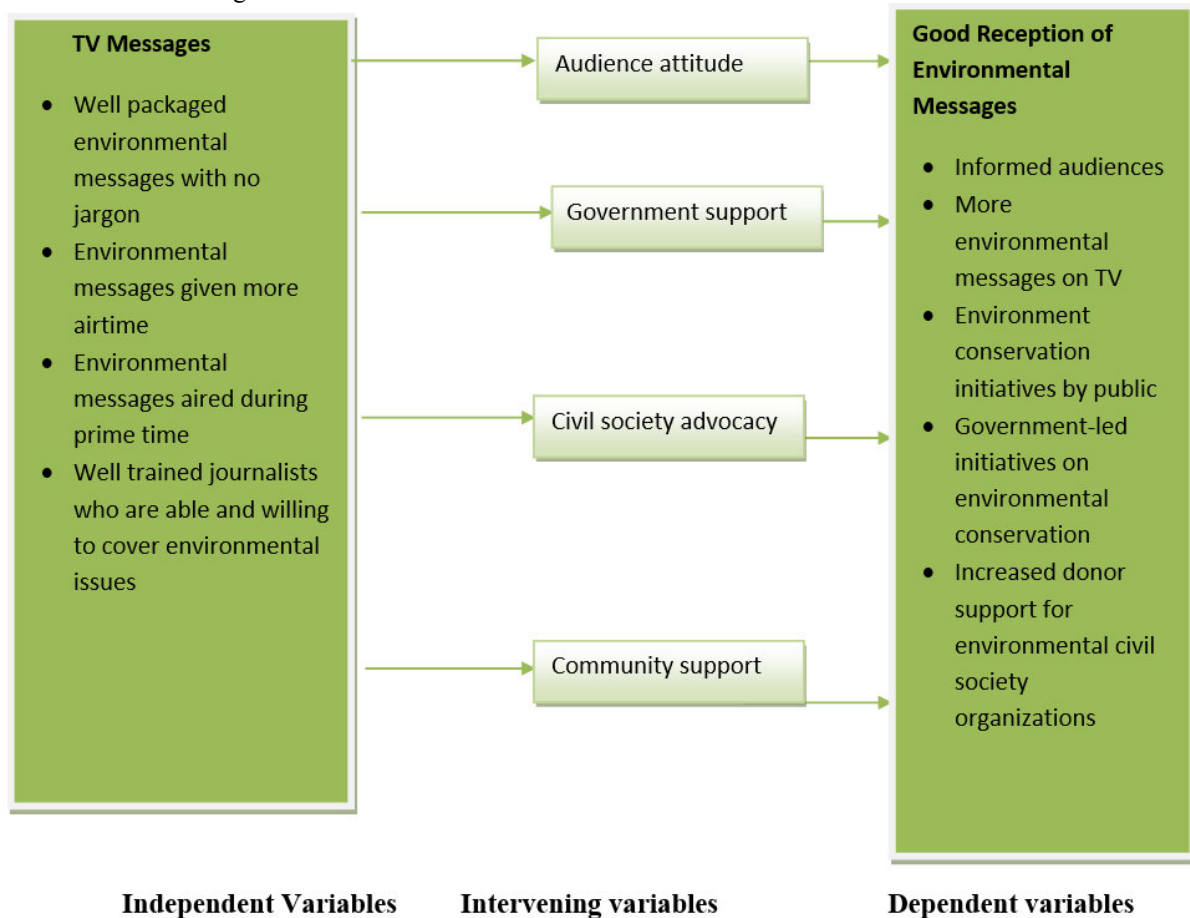 TV Messages
• Well packaged
environmental
messages with no
jargon
• Environmental
messages given more
airtime
• Environmental
messages aired during
prime time
• Well trained journalists
who are able and willing
to cover environmental
issues
Audience attitude
Government support
Civil society advocacy
Community support
Good Reception of
Environmental
Messages
• Informed audiences
• More
environmental
messages on TV
• Environment
conservation
initiatives by public
• Government-led
initiatives on
environmental
conservation
• Increased donor
support for
environmental civil
society
organizations
Independent Variables
Intervening variables
Dependent variables